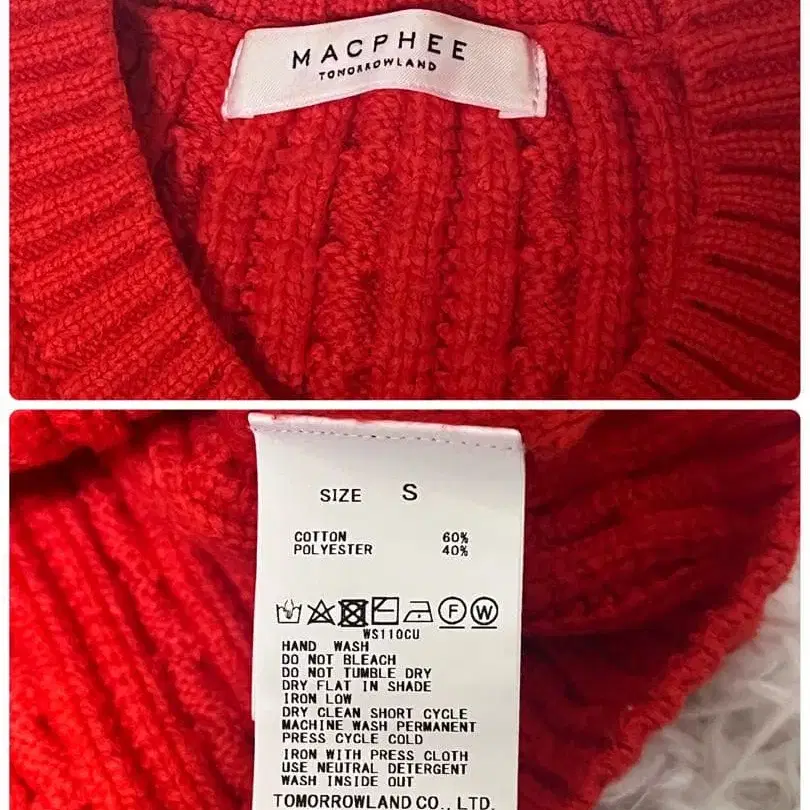 MACPHEE
TOMORROWLAND
SIZE S
COTTON 60%
POLYESTER 40%
F W
WS110CU
HAND WASH
DO NOT BLEACH
DO NOT TUMBLE DRY
DRY FLAT IN SHADE
IRON LOW
DRY CLEAN SHORT CYCLE
MACHINE WASH PERMANENT
PRESS CYCLE COLD
IRON WITH PRESS CLOTH
USE NEUTRAL DETERGENT
WASH INSIDE OUT
TOMORROWLAND CO., LTD.